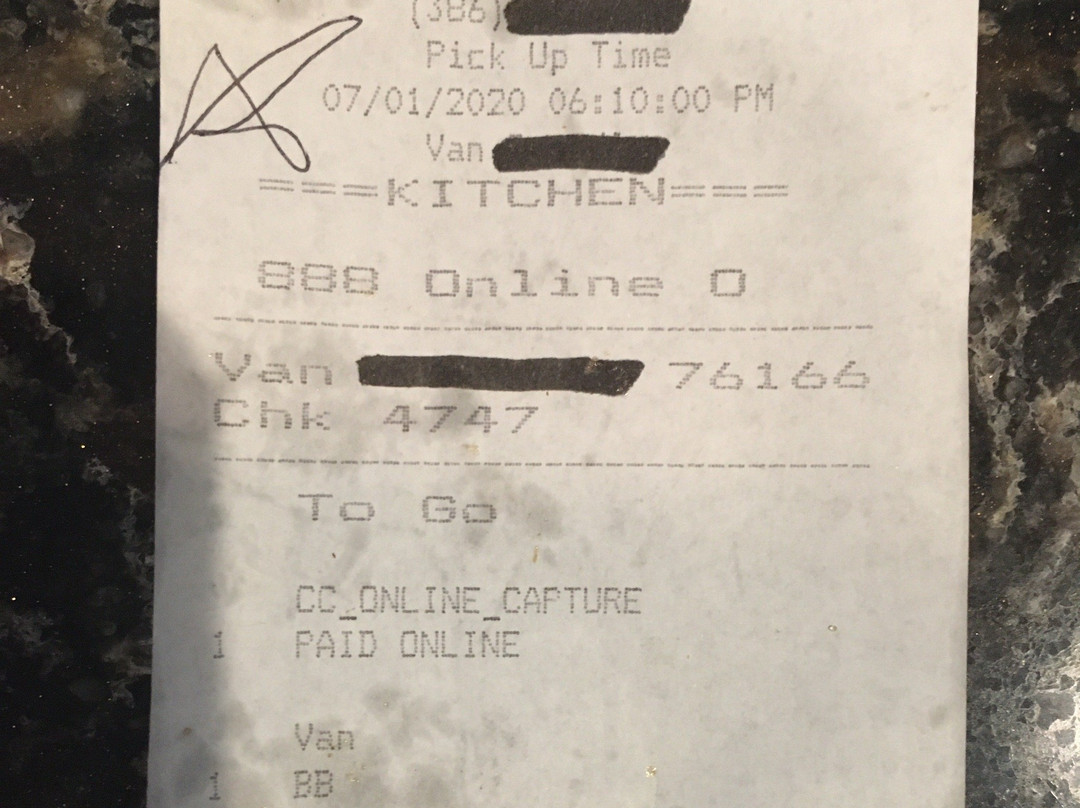 (386)
Pick Up Time
07/01/2020 06:10:00 PM
Van
===KITCHEN===
888 Online O
Van 76166
Chk 4747
To Go
CC_ONLINE_CAPTURE
1 PAID ONLINE
Van
1 BB